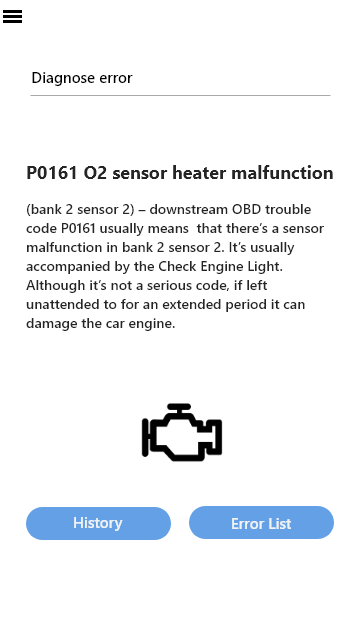 Diagnose error
P0161 O2 sensor heater malfunction
(bank 2 sensor 2) – downstream OBD trouble
code P0161 usually means  that there’s a sensor
malfunction in bank 2 sensor 2. It’s usually
accompanied by the Check Engine Light.
Although it’s not a serious code, if left
unattended to for an extended period it can
damage the car engine.
History
Error List